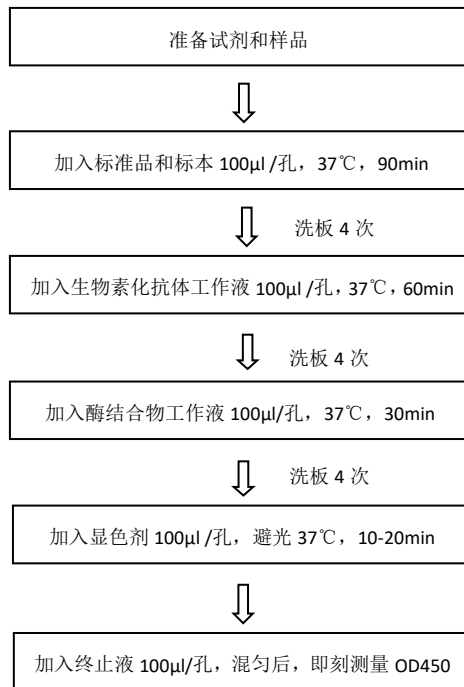 准备试剂和样品
加入标准品和标本 100μl /孔，37℃，90min
洗板 4 次
加入生物素化抗体工作液 100μl /孔，37℃，60min
洗板 4 次
加入酶结合物工作液 100μl/孔，37℃，30min
洗板 4 次
加入显色剂 100μl /孔，避光 37℃，10-20min
加入终止液 100μl/孔，混匀后，即刻测量 OD450